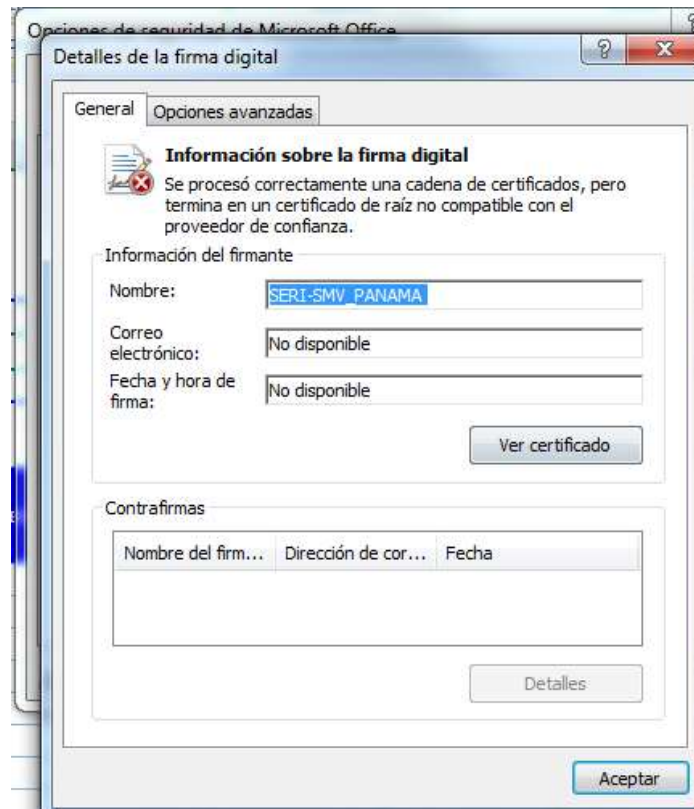 Opciones de seguridad de Microsoft Office
Detalles de la firma digital
General
Opciones avanzadas
Información sobre la firma digital
Se procesó correctamente una cadena de certificados, pero
termina en un certificado de raíz no compatible con el
proveedor de confianza.
Información del firmante
Nombre:
SERI-SMV_PANAMA
Correo
electrónico:
No disponible
Fecha y hora de
firma:
No disponible
Ver certificado
Contrafirmas
Nombre del firm...
Dirección de cor...
Fecha
Detalles
Aceptar